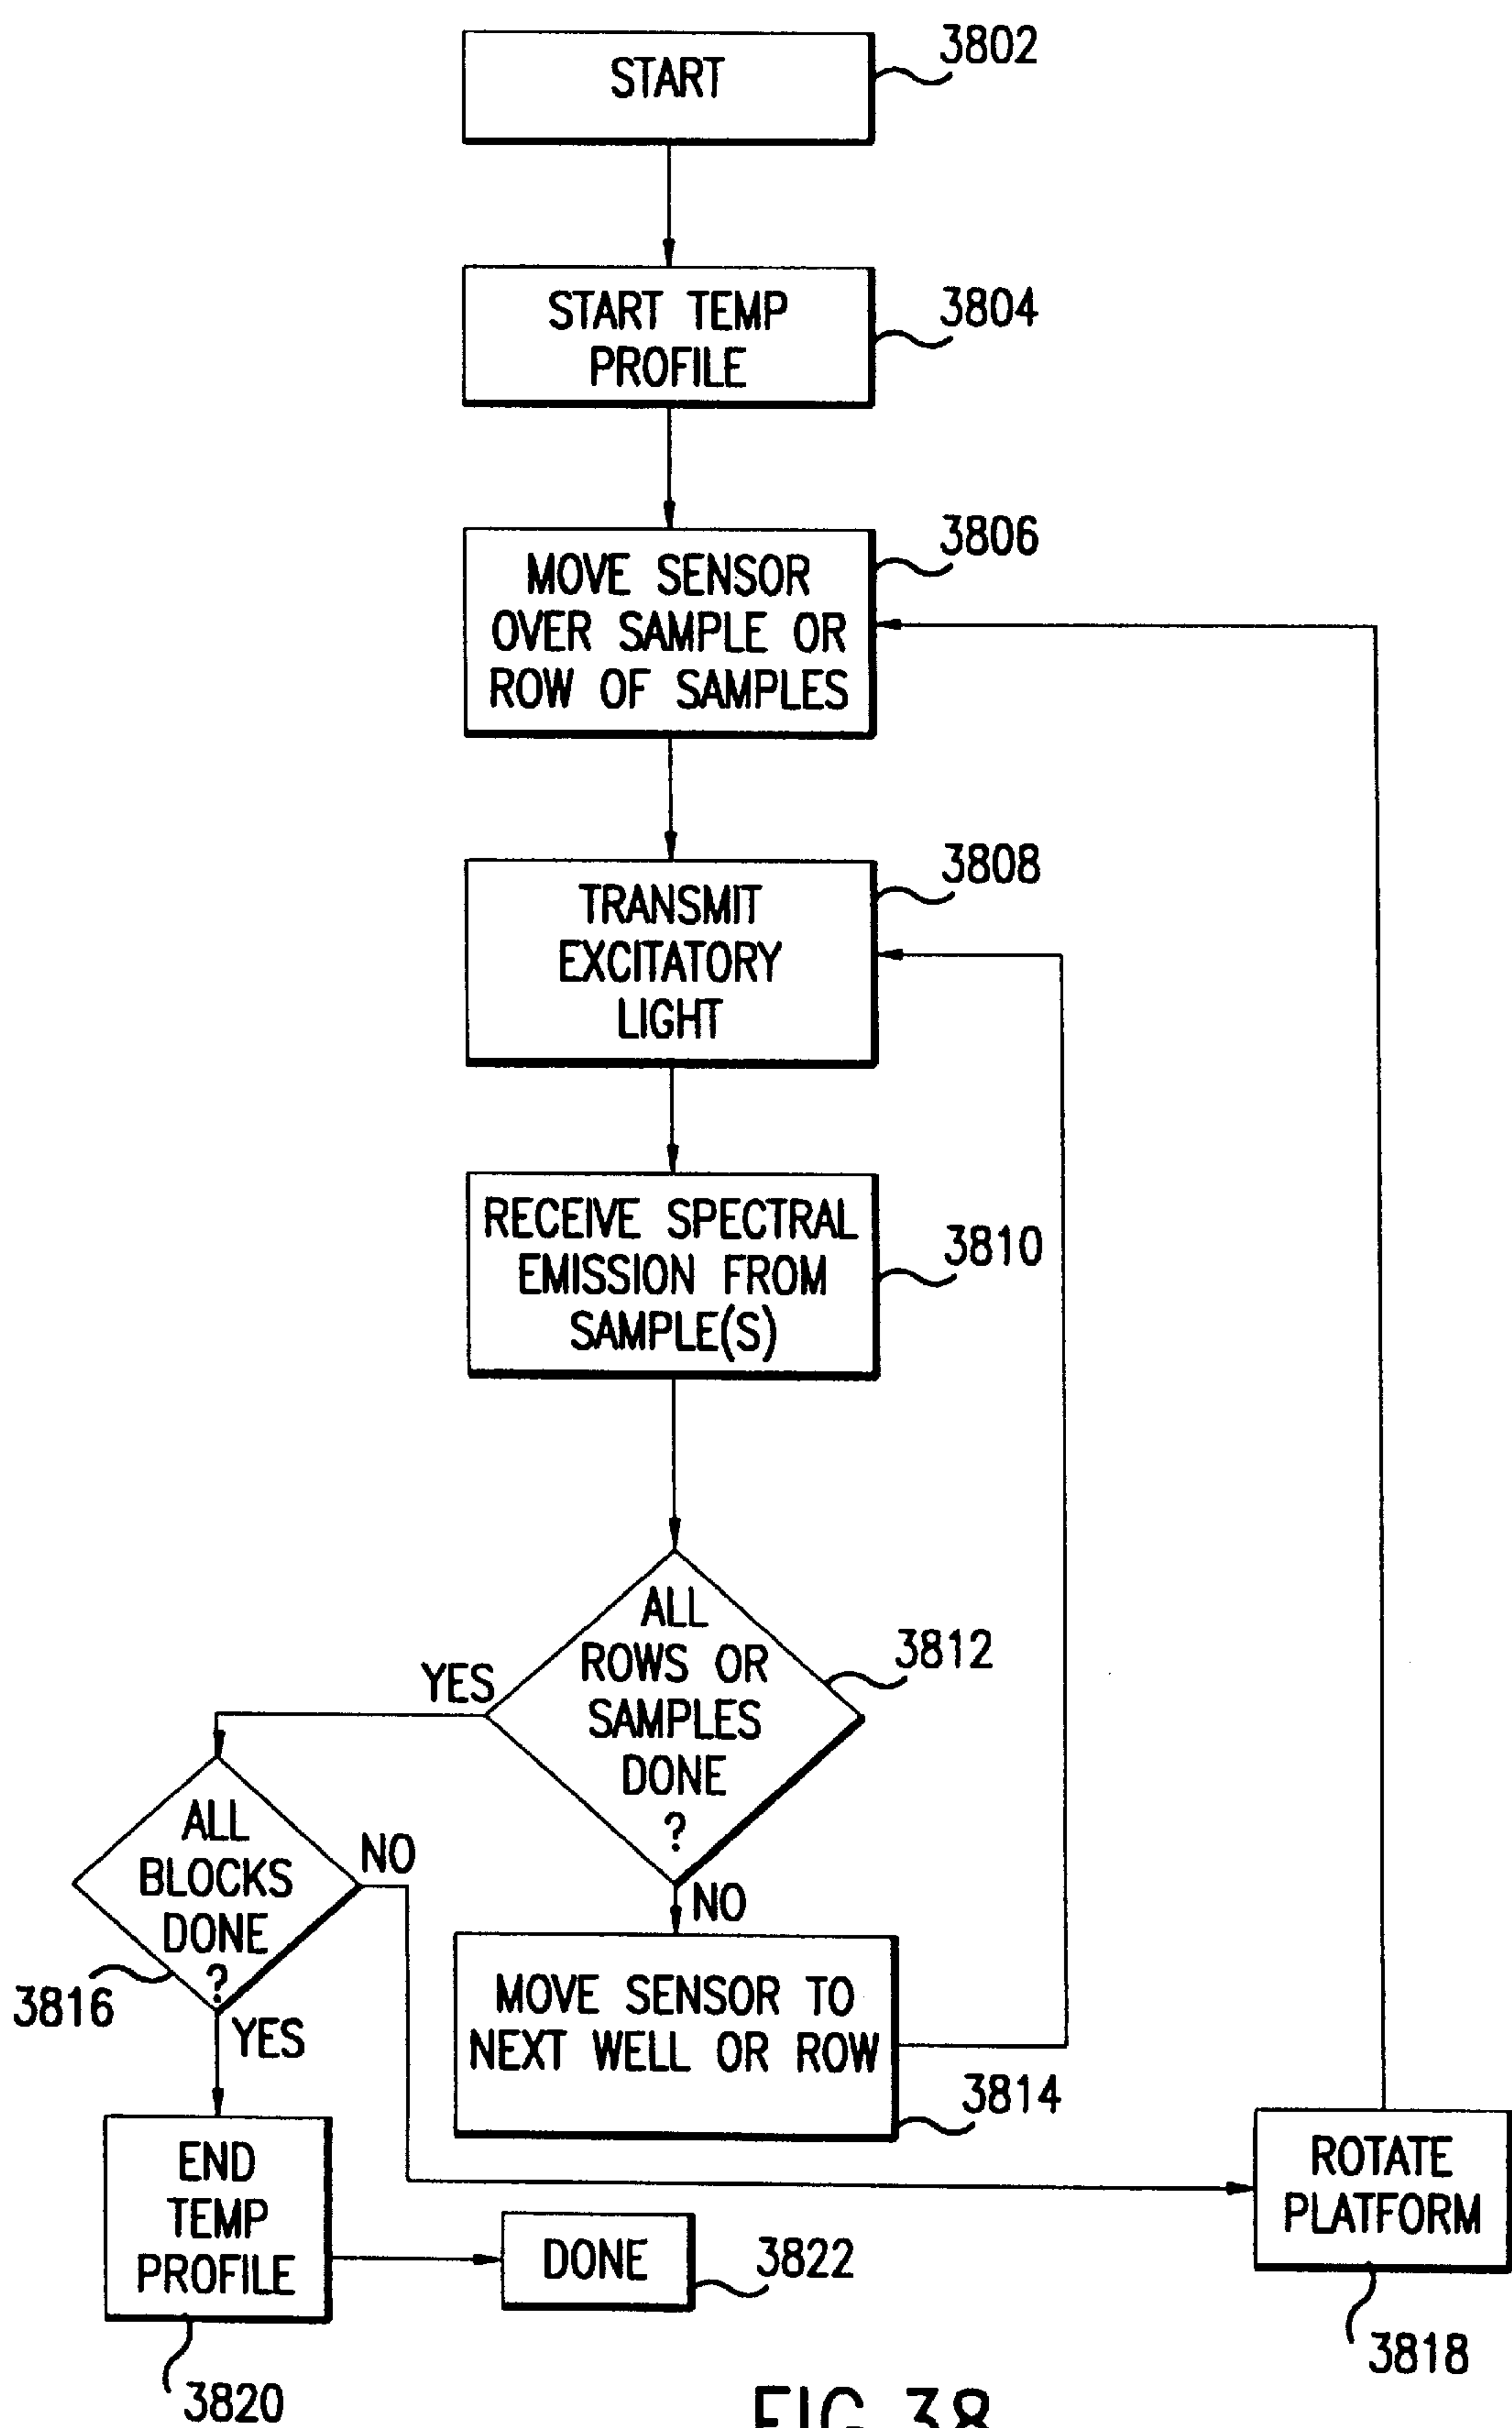 START
3802
START TEMP
PROFILE
3804
MOVE SENSOR
OVER SAMPLE OR
ROW OF SAMPLES
3806
TRANSMIT
EXCITATORY
LIGHT
3808
RECEIVE SPECTRAL
EMISSION FROM
SAMPLE(S)
3810
ALL
ROWS OR
SAMPLES
DONE
?
3812
YES
NO
ALL
BLOCKS
DONE
?
3816
NO
YES
MOVE SENSOR TO
NEXT WELL OR ROW
3814
END
TEMP
PROFILE
3820
DONE
3822
ROTATE
PLATFORM
3818
FIG.38